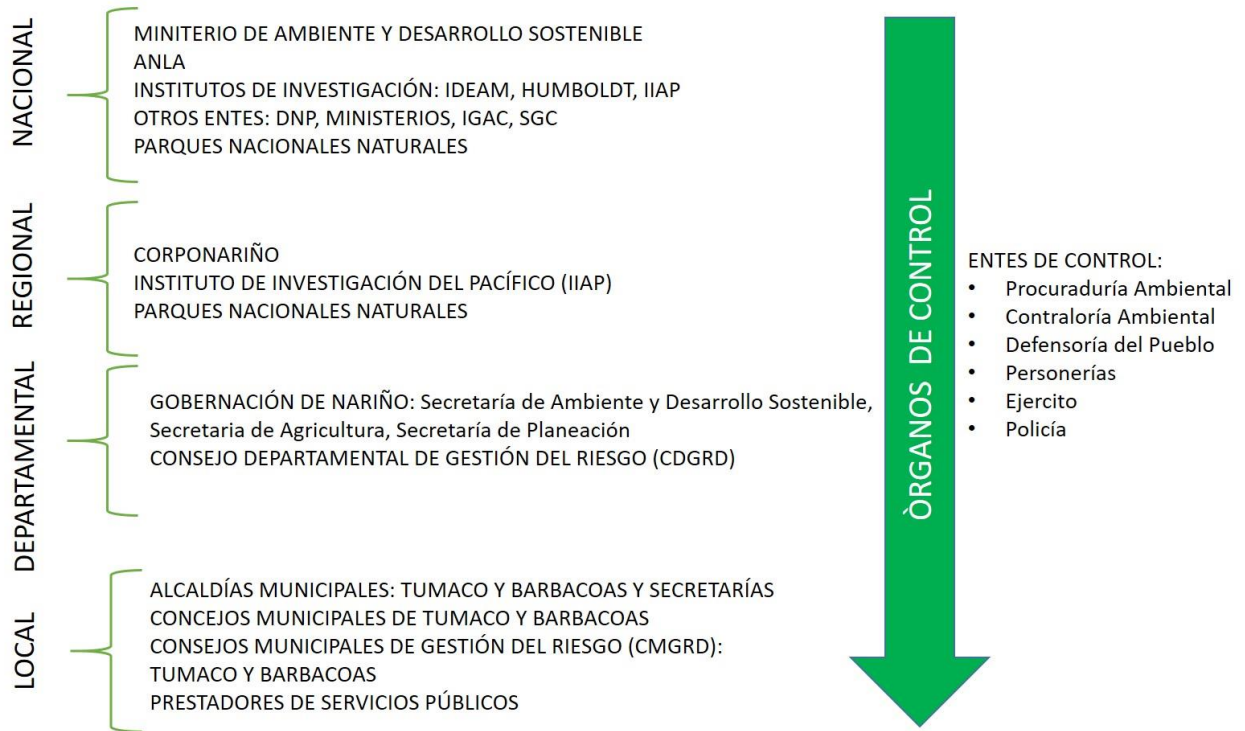 NACIONAL
MINITERIO DE AMBIENTE Y DESARROLLO SOSTENIBLE
ANLA
INSTITUTOS DE INVESTIGACIÓN: IDEAM, HUMBOLDT, IIAP
OTROS ENTES: DNP, MINISTERIOS, IGAC, SGC
PARQUES NACIONALES NATURALES
REGIONAL
CORPONARIÑO
INSTITUTO DE INVESTIGACIÓN DEL PACÍFICO (IIAP)
PARQUES NACIONALES NATURALES
DEPARTAMENTAL
GOBERNACIÓN DE NARIÑO: Secretaría de Ambiente y Desarrollo Sostenible,
Secretaria de Agricultura, Secretaría de Planeación
CONSEJO DEPARTAMENTAL DE GESTIÓN DEL RIESGO (CDGRD)
LOCAL
ALCALDÍAS MUNICIPALES: TUMACO Y BARBACOAS Y SECRETARÍAS
CONCEJOS MUNICIPALES DE TUMACO Y BARBACOAS
CONSEJOS MUNICIPALES DE GESTIÓN DEL RIESGO (CMGRD):
TUMACO Y BARBACOAS
PRESTADORES DE SERVICIOS PÚBLICOS
ÒRGANOS DE CONTROL
ENTES DE CONTROL:
• Procuraduría Ambiental
• Contraloría Ambiental
• Defensoría del Pueblo
• Personerías
• Ejercito
• Policía